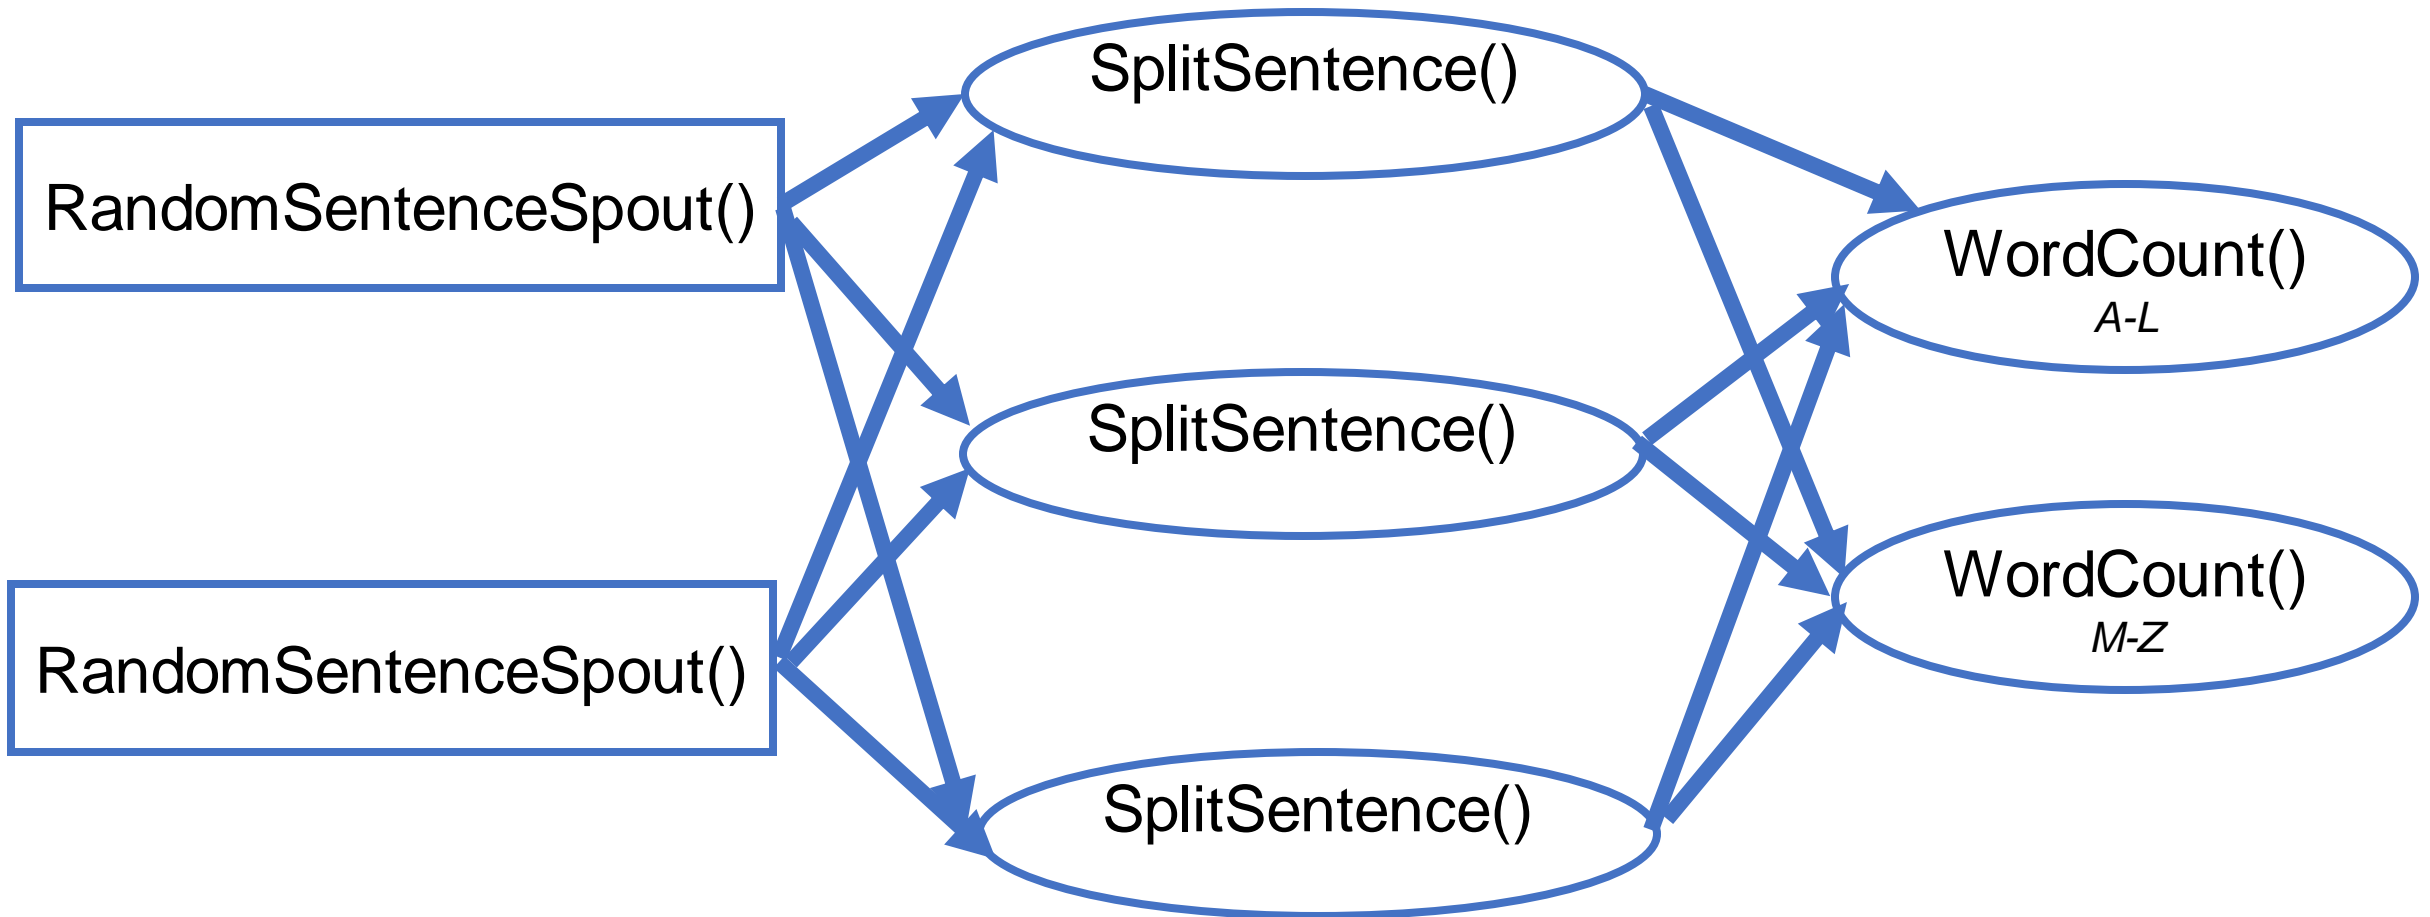 SplitSentence()
RandomSentenceSpout()
WordCount()
A-L
SplitSentence()
WordCount()
M-Z
RandomSentenceSpout()
SplitSentence()